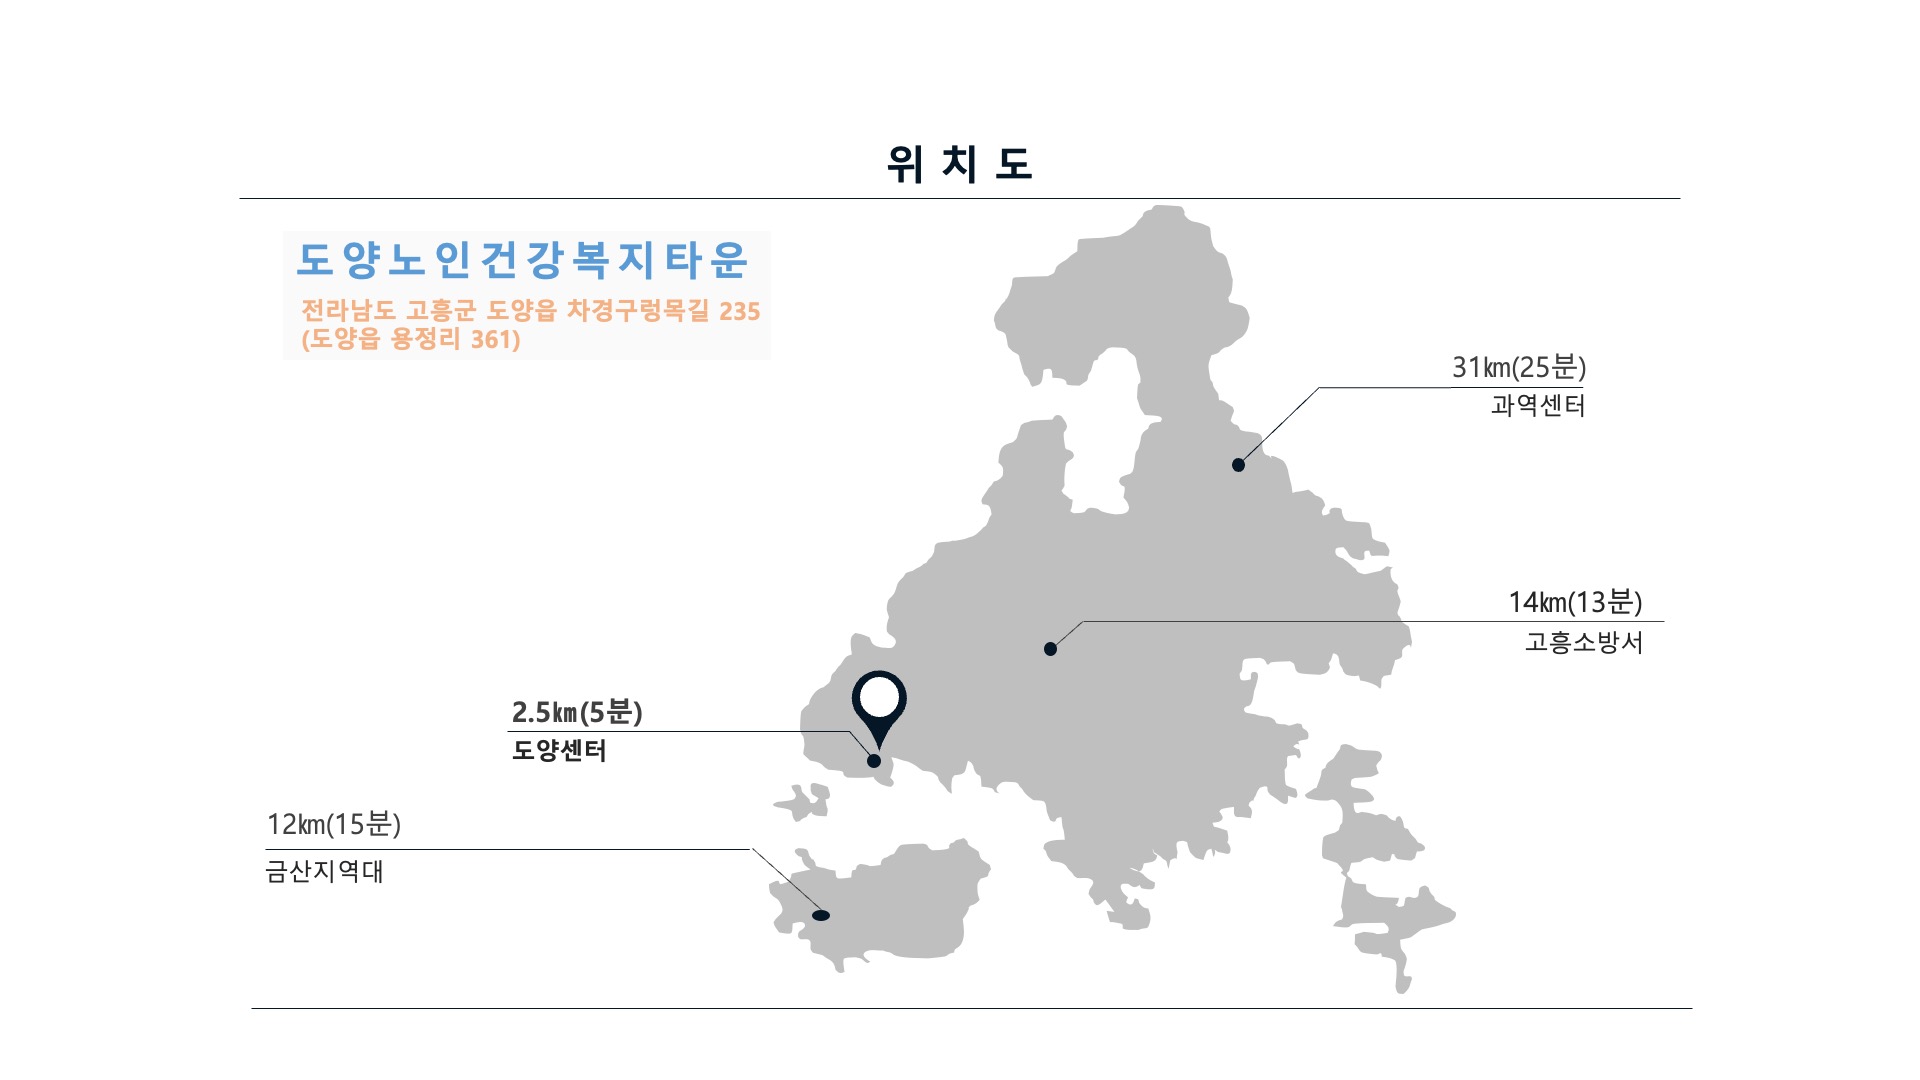 위 치 도
도양노인건강복지타운
전라남도 고흥군 도양읍 차경구렁목길 235
(도양읍 용정리 361)
31㎞(25분)
과역센터
14㎞(13분)
고흥소방서
2.5㎞(5분)
도양센터
12㎞(15분)
금산지역대